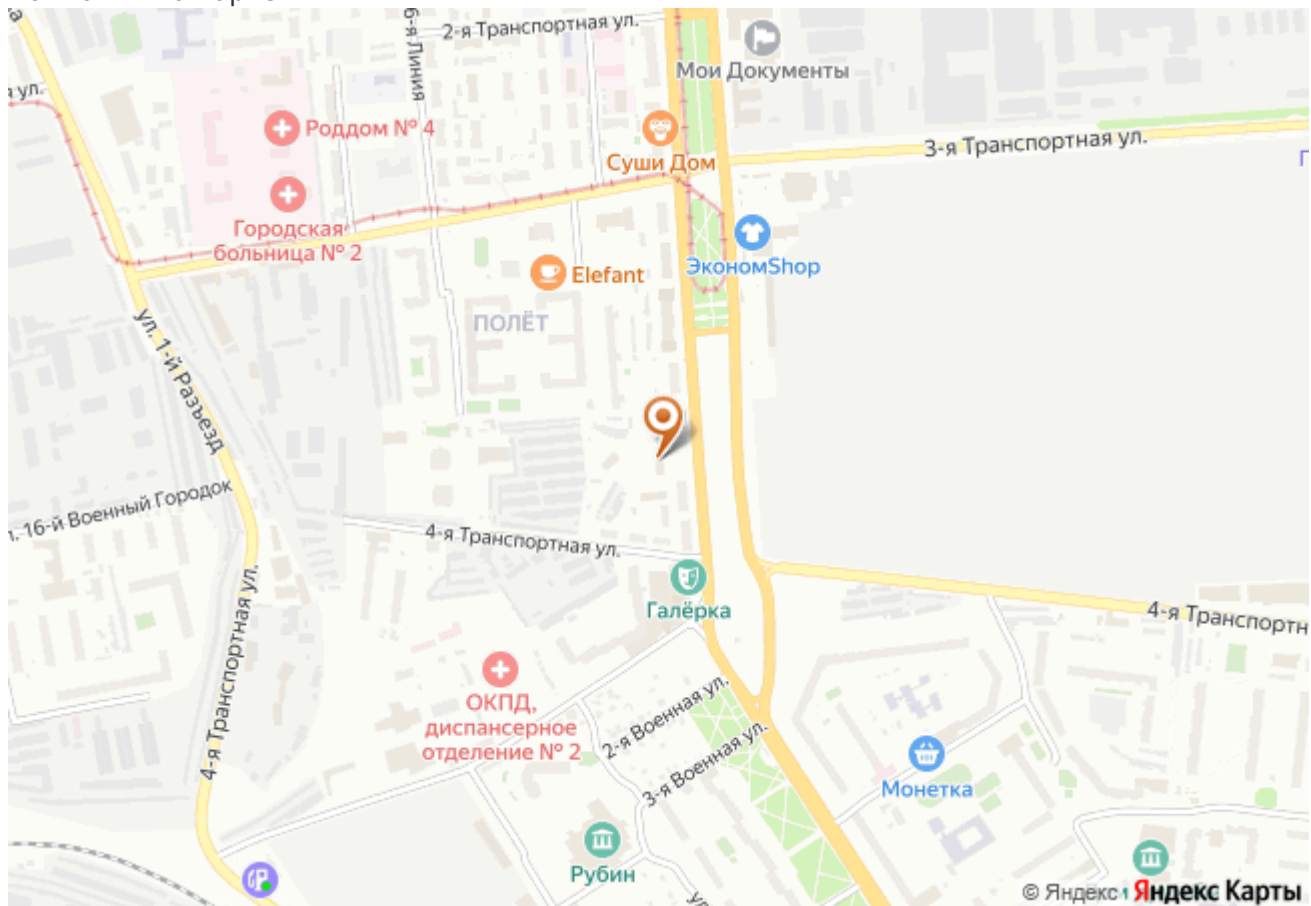 2-я Транспортная ул.
6-я Линия
Мои Документы
я ул.
Роддом № 4
Суши Дом
3-я Транспортная ул.
Городская
больница № 2
ЭкономShop
Elefant
ПОЛЁТ
ул. 1-й Разъезд
16-й Военный Городок
4-я Транспортная ул.
Галёрка
4-я Транспортн
4-я Транспортная ул.
ОКПД,
диспансерное
отделение № 2
2-я Военная ул.
3-я Военная ул.
Монетка
Рубин
© Яндекс Яндекс Карты